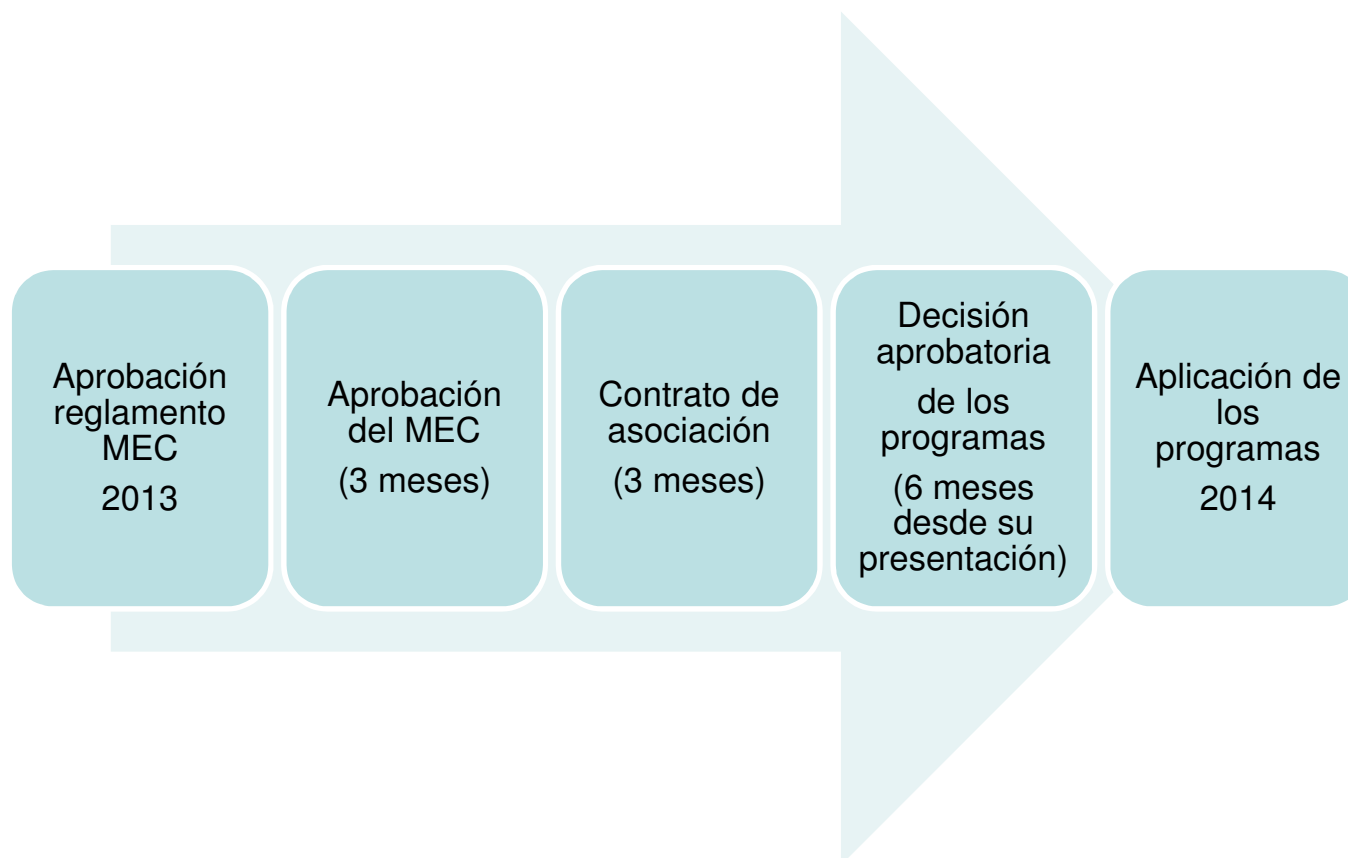 Aprobación
reglamento
MEC
2013
Aprobación
del MEC
(3 meses)
Contrato de
asociación
(3 meses)
Decisión
aprobatoria
de los
programas
(6 meses
desde su
presentación)
Aplicación de
los
programas
2014